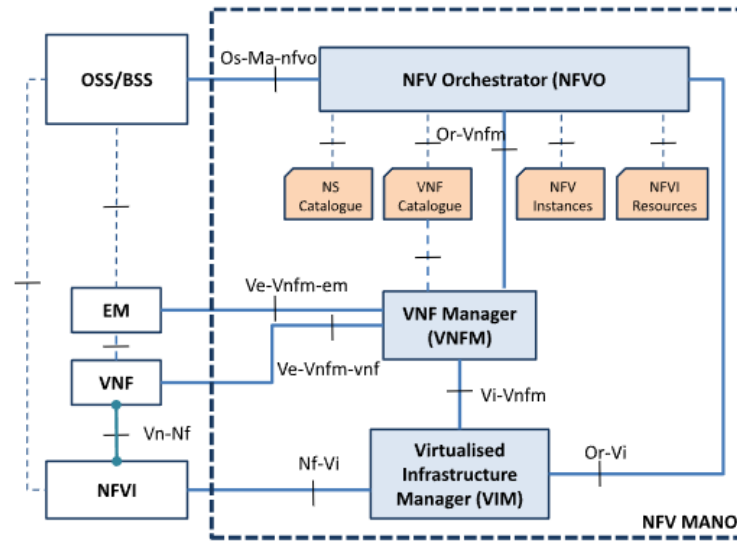 Os-Ma-nfvo
OSS/BSS
NFV Orchestrator (NFVO
Or-Vnfm
NS
Catalogue
VNF
Catalogue
NFV
Instances
NFVI
Resources
Ve-Vnfm-em
EM
VNF Manager
(VNFM)
VNF
Ve-Vnfm-vnf
Vi-Vnfm
Vn-Nf
Virtualised
Infrastructure
Manager (VIM)
Nf-Vi
Or-Vi
NFVI
NFV MANO